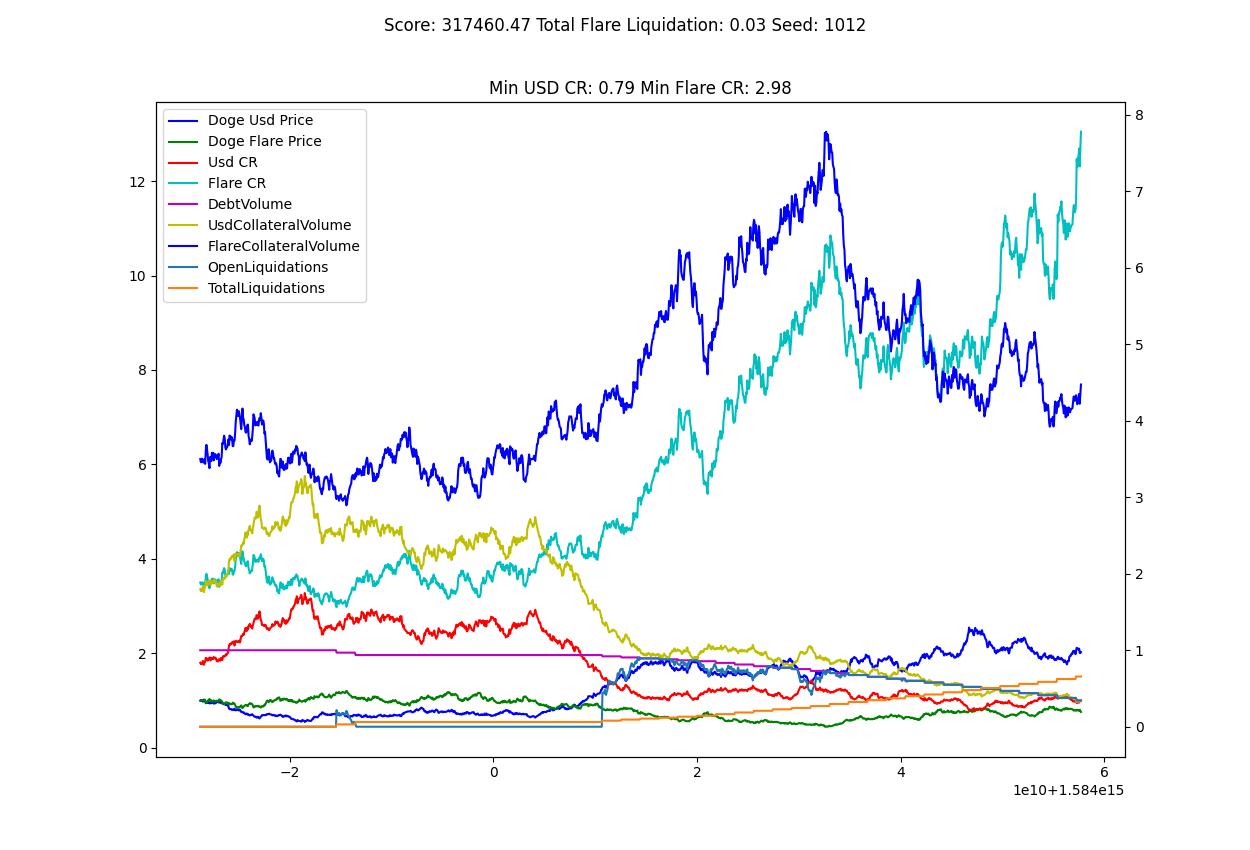 Score: 317460.47 Total Flare Liquidation: 0.03 Seed: 1012
Min USD CR: 0.79 Min Flare CR: 2.98
Doge Usd Price
Doge Flare Price
Usd CR
Flare CR
DebtVolume
UsdCollateralVolume
FlareCollateralVolume
OpenLiquidations
TotalLiquidations
12
10
8
6
4
2
0
8
7
6
5
4
3
2
1
0
−2
0
2
4
6
1e10+1.584e15